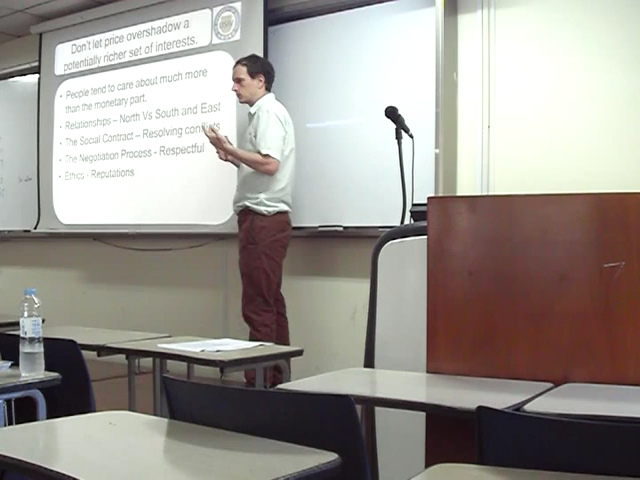 Don't let price overshadow a
potentially richer set of interests.
• People tend to care about much more
than the monetary part.
• Relationships – North Vs South and East
• The Social Contract – Resolving conflicts
• The Negotiation Process - Respectful
• Ethics - Reputations